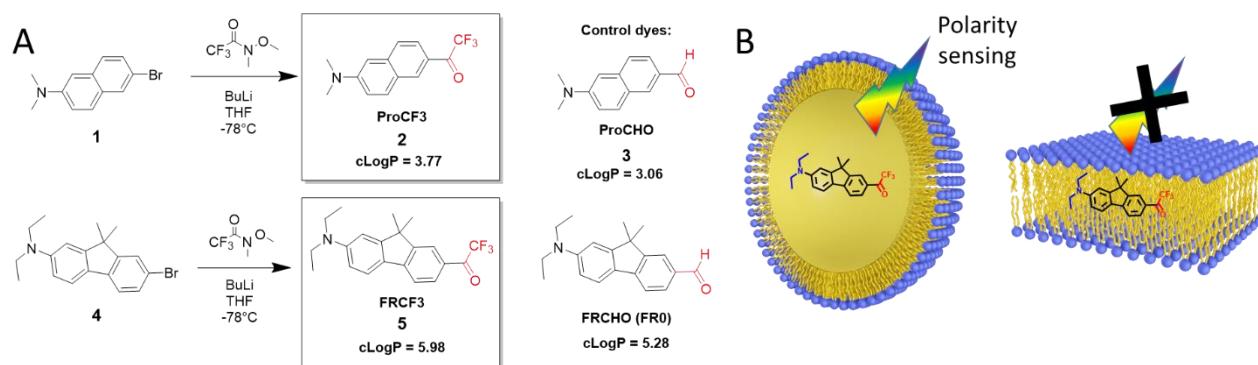 A
B
O
CF3
N
O
BuLi
THF
-78°C
N
Br
1
N
CF3
O
ProCF3
2
cLogP = 3.77
Control dyes:
N
H
O
ProCHO
3
cLogP = 3.06
O
CF3
N
O
BuLi
THF
-78°C
N
Br
4
N
CF3
O
FRCF3
5
cLogP = 5.98
N
H
O
FRCHO (FR0)
cLogP = 5.28
Polarity
sensing
N
CF3
O
N
CF3
O